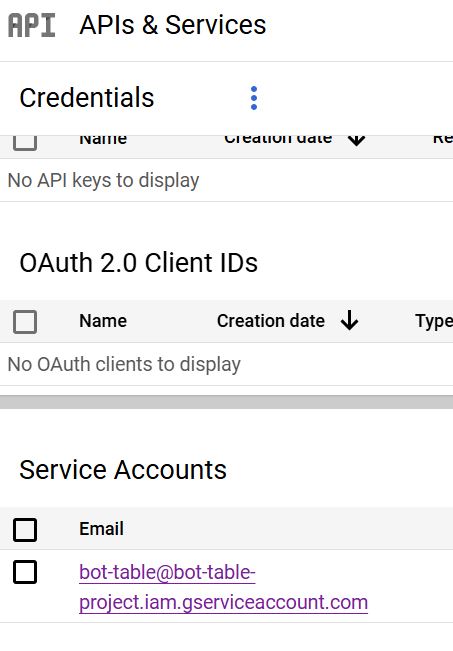 API APIs & Services
Credentials
Name Creation date Re
No API keys to display
OAuth 2.0 Client IDs
Name Creation date Type
No OAuth clients to display
Service Accounts
Email
bot-table@bot-table-
project.iam.gserviceaccount.com